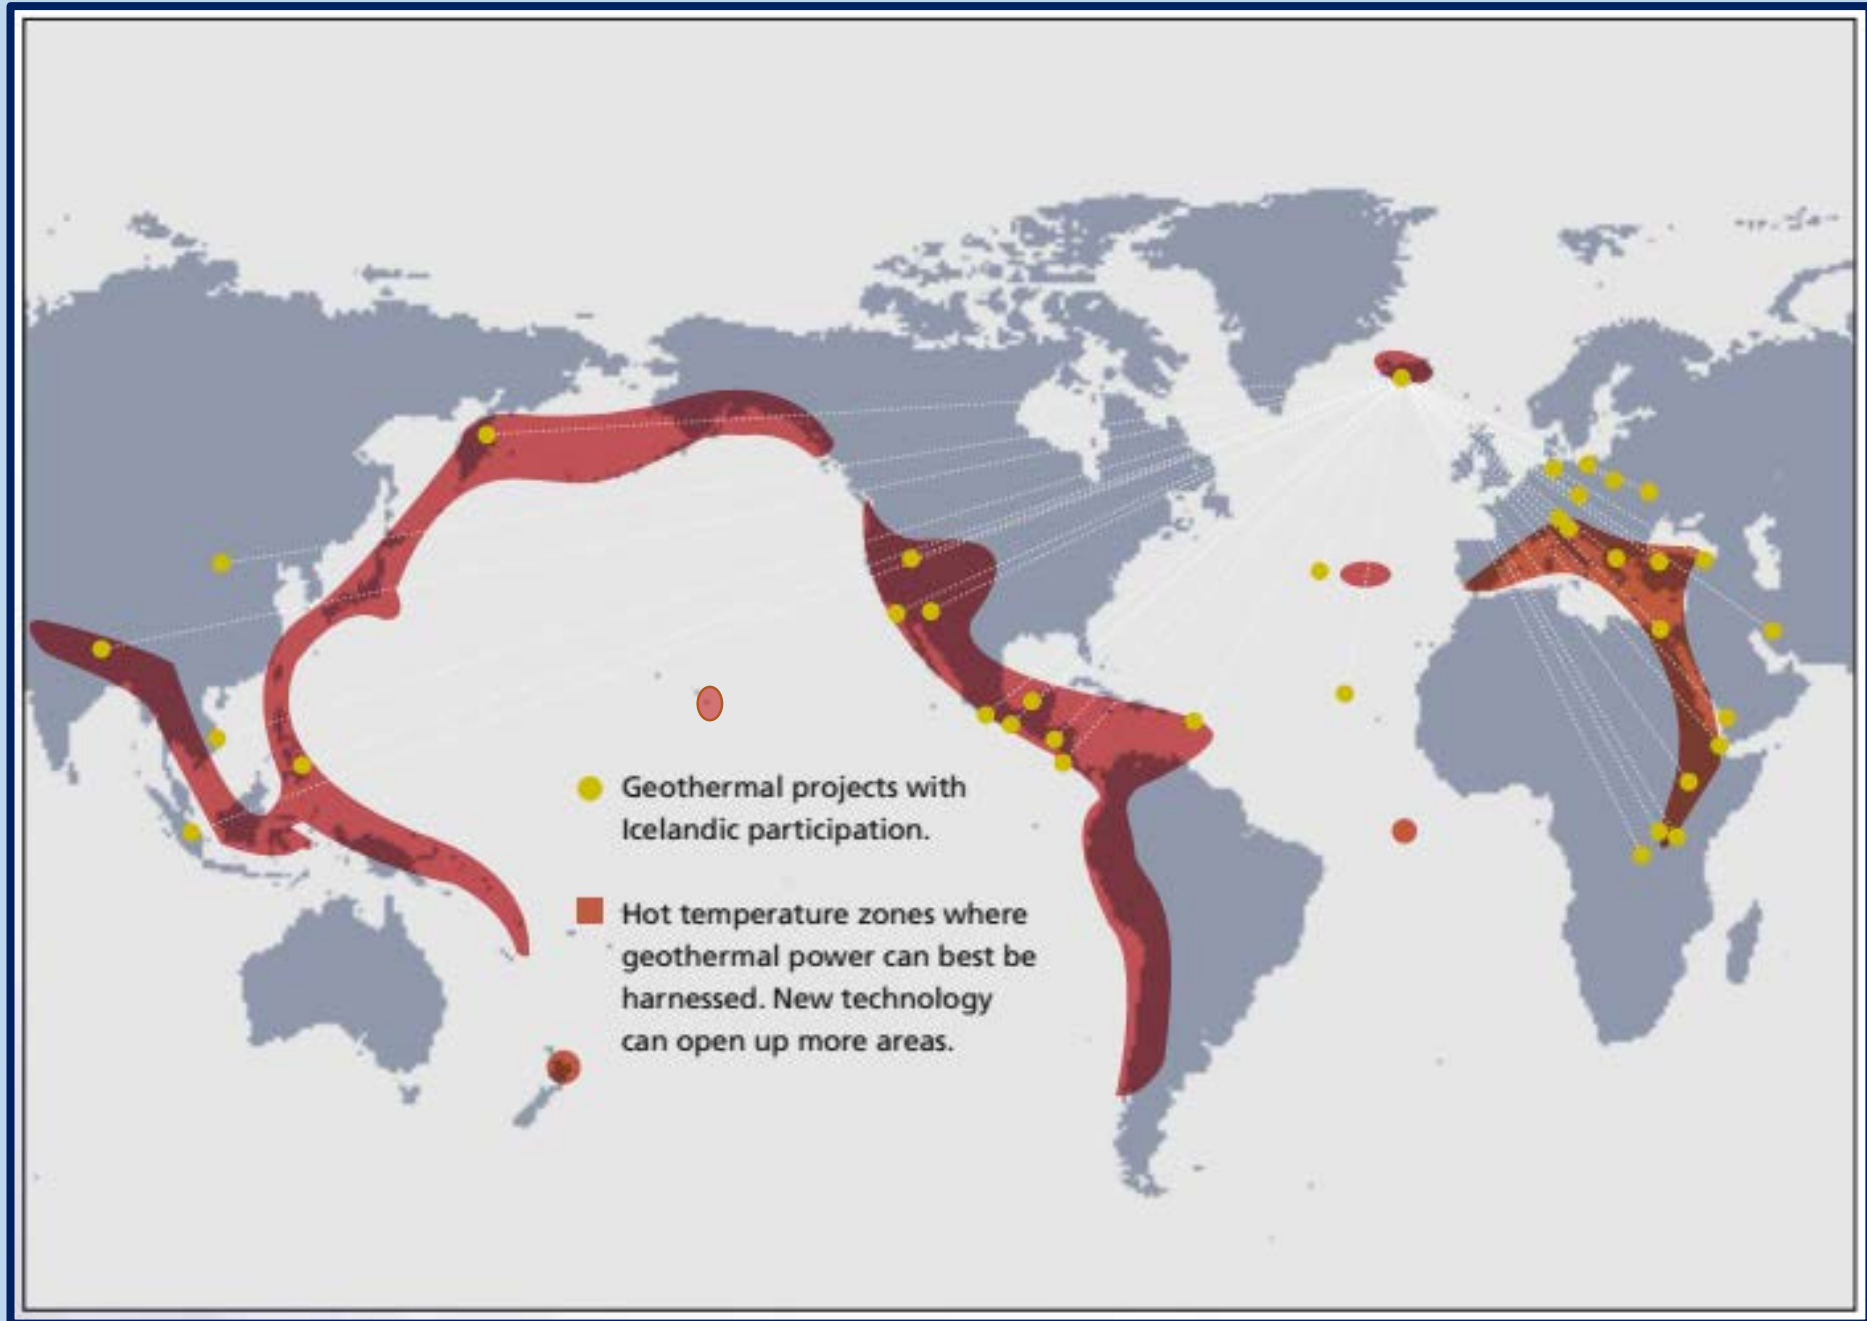 Geothermal projects with
Icelandic participation.
Hot temperature zones where
geothermal power can best be
harnessed. New technology
can open up more areas.